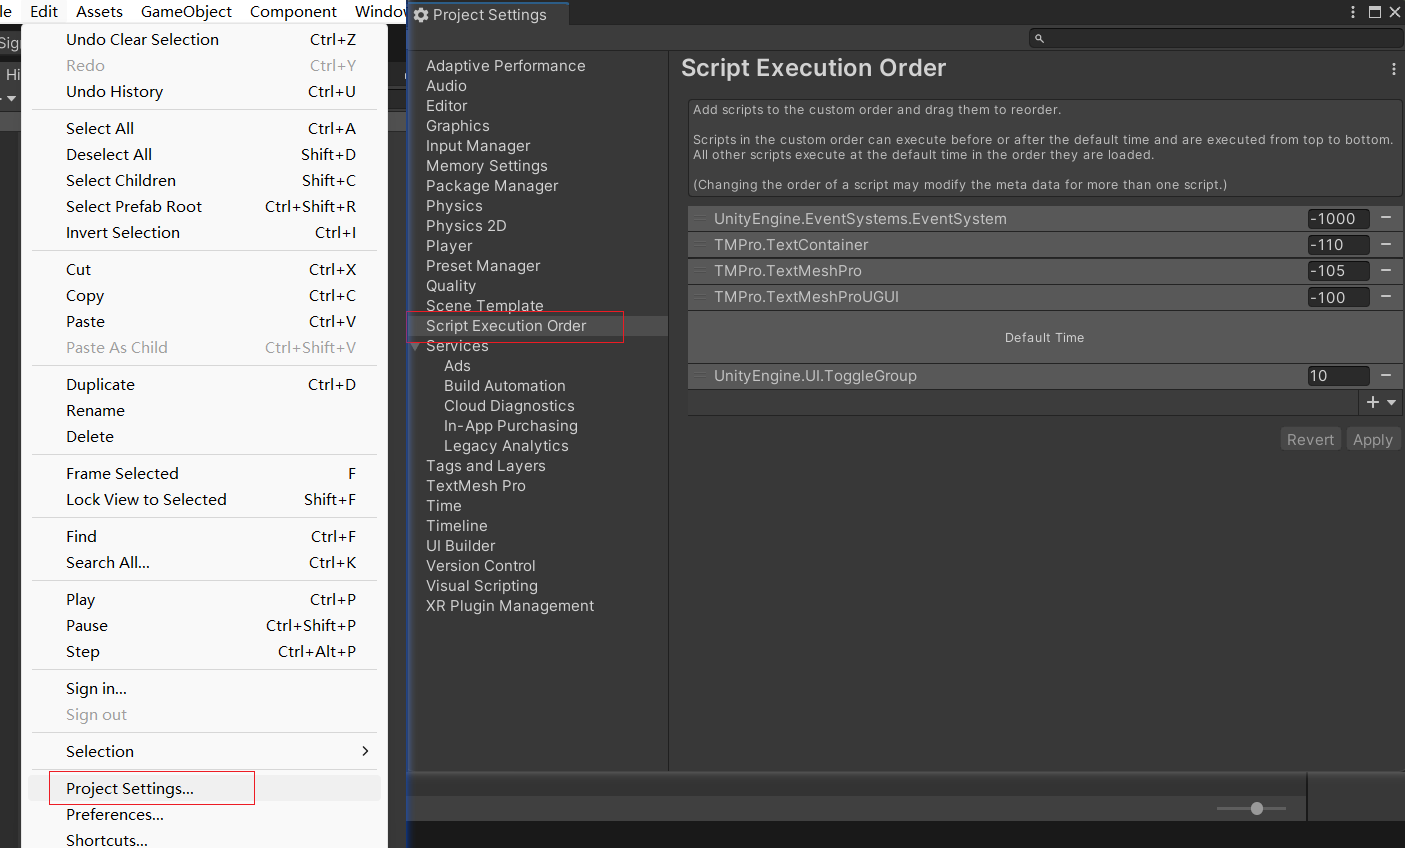 le Edit Assets GameObject Component Window
Sig
Hi
Undo Clear Selection Ctrl+Z
Redo Ctrl+Y
Undo History Ctrl+U
Select All Ctrl+A
Deselect All Shift+D
Select Children Shift+C
Select Prefab Root Ctrl+Shift+R
Invert Selection Ctrl+I
Cut Ctrl+X
Copy Ctrl+C
Paste Ctrl+V
Paste As Child Ctrl+Shift+V
Duplicate Ctrl+D
Rename
Delete
Frame Selected F
Lock View to Selected Shift+F
Find Ctrl+F
Search All... Ctrl+K
Play Ctrl+P
Pause Ctrl+Shift+P
Step Ctrl+Alt+P
Sign in...
Sign out
Selection
Project Settings...
Preferences...
Shortcuts...
Project Settings
Adaptive Performance
Audio
Editor
Graphics
Input Manager
Memory Settings
Package Manager
Physics
Physics 2D
Player
Preset Manager
Quality
Scene Template
Script Execution Order
Services
Ads
Build Automation
Cloud Diagnostics
In-App Purchasing
Legacy Analytics
Tags and Layers
TextMesh Pro
Time
Timeline
UI Builder
Version Control
Visual Scripting
XR Plugin Management
Script Execution Order
Add scripts to the custom order and drag them to reorder.
Scripts in the custom order can execute before or after the default time and are executed from top to bottom.
All other scripts execute at the default time in the order they are loaded.
(Changing the order of a script may modify the meta data for more than one script.)
UnityEngine.EventSystems.EventSystem -1000
TMPro.TextContainer -110
TMPro.TextMeshPro -105
TMPro.TextMeshProUGUI -100
Default Time
UnityEngine.UI.ToggleGroup 10
Revert Apply